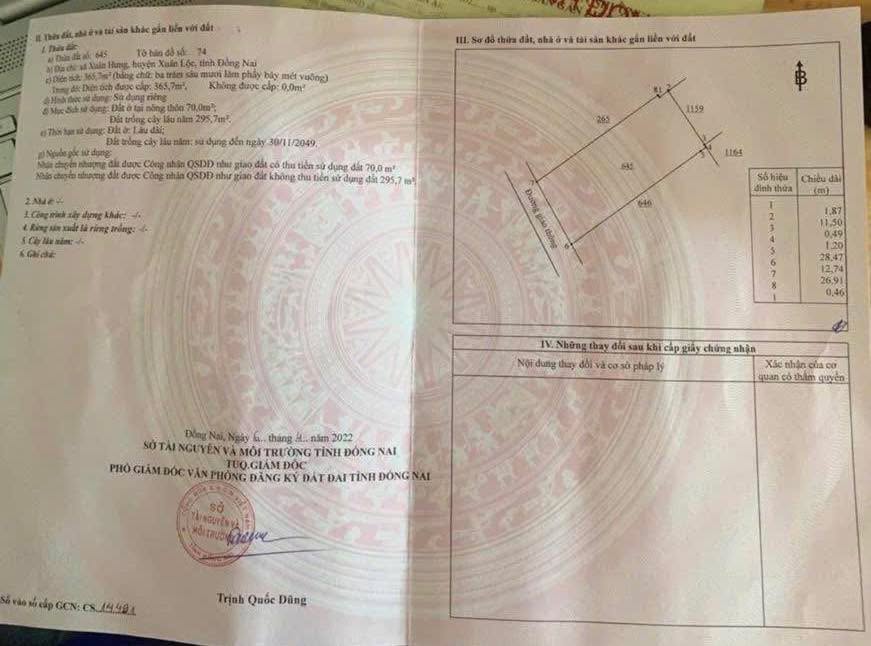 II. Thửa đất, nhà ở và tài sản khác gắn liền với đất
1. Thửa đất:
a) Thửa đất số: 645 Tờ bản đồ số: 74
b) Địa chỉ: xã Xuân Hưng, huyện Xuân Lộc, tỉnh Đồng Nai
c) Diện tích: 365,7m² (bằng chữ: ba trăm sáu mươi lăm phẩy bảy mét vuông)
Trong đó: Diện tích được cấp: 365,7m², Không được cấp: 0,0m²
d) Hình thức sử dụng: Sử dụng riêng
đ) Mục đích sử dụng: Đất ở tại nông thôn 70,0m²;
Đất trồng cây lâu năm 295,7m².
e) Thời hạn sử dụng: Đất ở: Lâu dài;
Đất trồng cây lâu năm: sử dụng đến ngày 30/11/2049.
g) Nguồn gốc sử dụng:
Nhận chuyển nhượng đất được Công nhận QSDĐ như giao đất có thu tiền sử dụng đất 70,0 m²
Nhận chuyển nhượng đất được Công nhận QSDĐ như giao đất không thu tiền sử dụng đất 295,7 m²
2. Nhà ở: -/-
3. Công trình xây dựng khác: -/-
4. Rừng sản xuất là rừng trồng: -/-
5. Cây lâu năm: -/-
6. Ghi chú:
Đồng Nai, Ngày ... tháng ... năm 2022
SỞ TÀI NGUYÊN VÀ MÔI TRƯỜNG TỈNH ĐỒNG NAI
TUQ.GIÁM ĐỐC
PHÓ GIÁM ĐỐC VĂN PHÒNG ĐĂNG KÝ ĐẤT ĐAI TỈNH ĐỒNG NAI
SỞ
TÀI NGUYÊN VÀ
MÔI TRƯỜNG
Trịnh Quốc Dũng
Số vào sổ cấp GCN: CS.
III. Sơ đồ thửa đất, nhà ở và tài sản khác gắn liền với đất
B
81 2
265
1159
3
4
5
1164
645
7
646
Đường giao thông
6
Số hiệu đỉnh thửa
Chiều dài (m)
1
1,87
2
11,50
3
0,49
4
1,20
5
28,47
6
12,74
7
26,91
8
0,46
1
IV. Những thay đổi sau khi cấp giấy chứng nhận
Nội dung thay đổi và cơ sở pháp lý
Xác nhận của cơ
quan có thẩm quyền